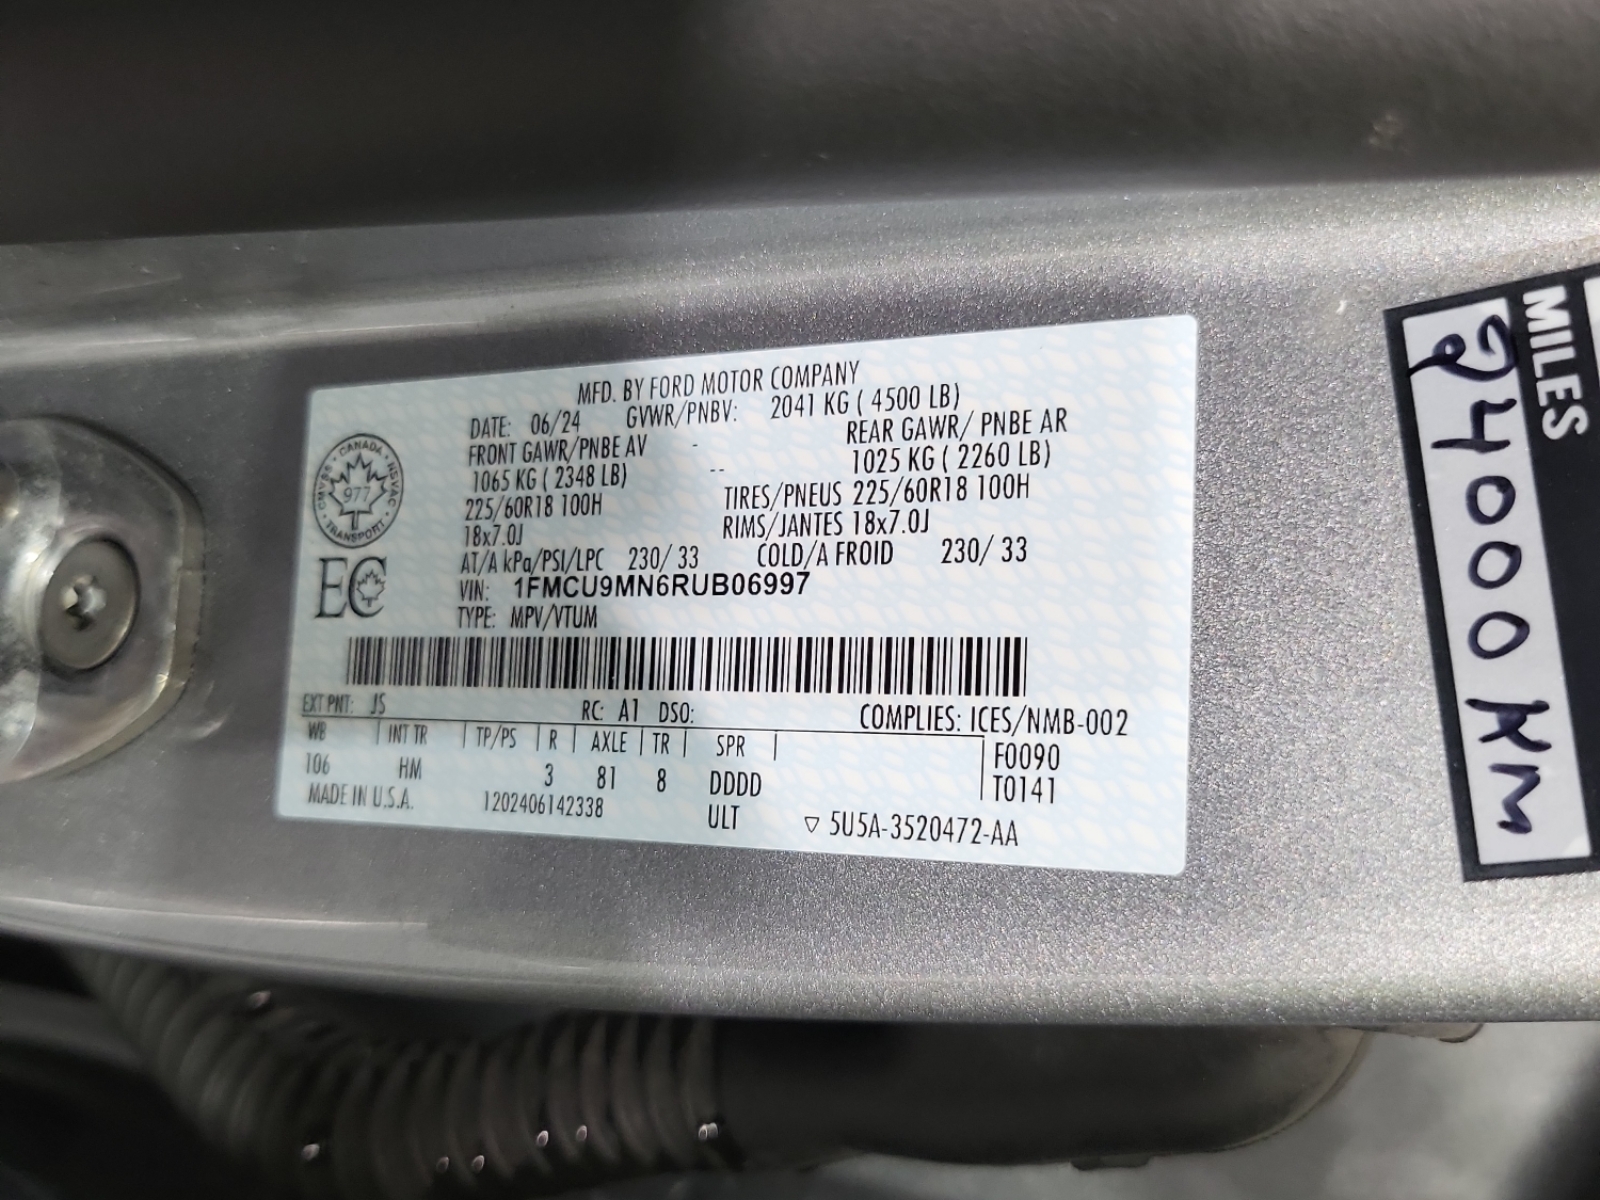 MFD. BY FORD MOTOR COMPANY
DATE: 06/24 GVWR/PNBV: 2041 KG ( 4500 LB)
FRONT GAWR/PNBE AV - REAR GAWR/ PNBE AR
1065 KG ( 2348 LB) -- 1025 KG ( 2260 LB)
225/60R18 100H TIRES/PNEUS 225/60R18 100H
18x7.0J RIMS/JANTES 18x7.0J
AT/A kPa/PSI/LPC 230/ 33 COLD/A FROID 230/ 33
VIN: 1FMCU9MN6RUB06997
TYPE: MPV/VTUM
CANADA
NSVAC
TRANSPORT
CMVSS
977
EC
EXT PNT: JS RC: A1 DSO: COMPLIES: ICES/NMB-002
WB INT TR TP/PS R AXLE TR SPR F0090
106 HM 3 81 8 DDDD T0141
MADE IN U.S.A. 1202406142338 ULT ▽ 5U5A-3520472-AA
MILES
24000 KM